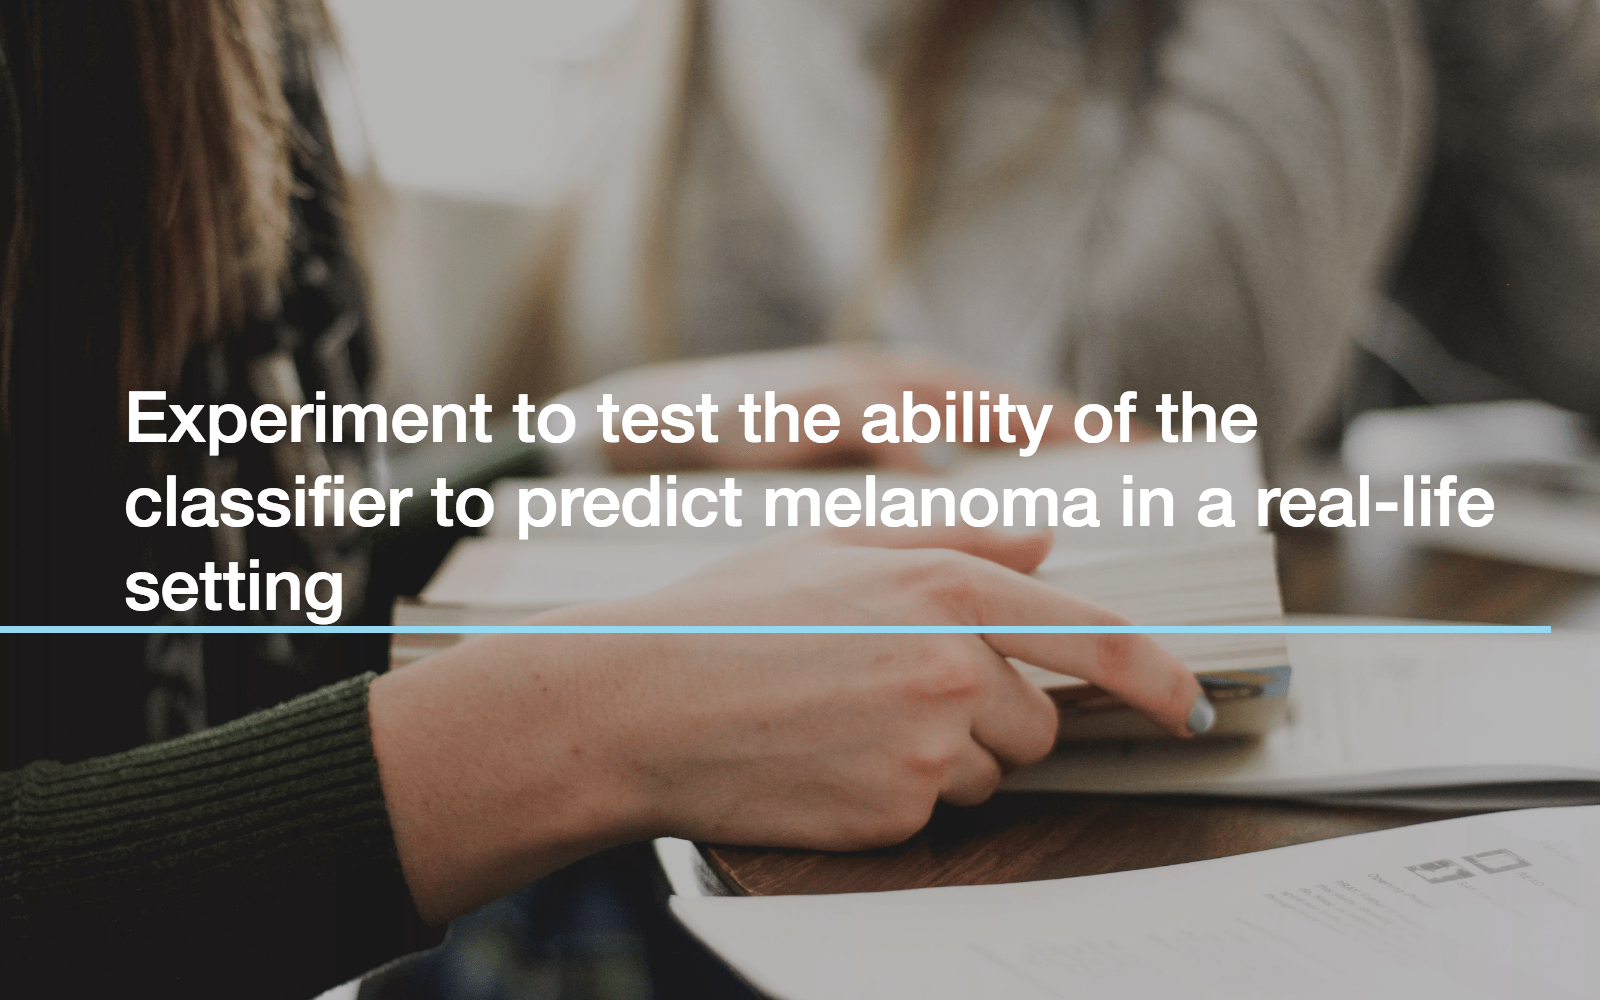 Experiment to test the ability of the
classifier to predict melanoma in a real-life
setting